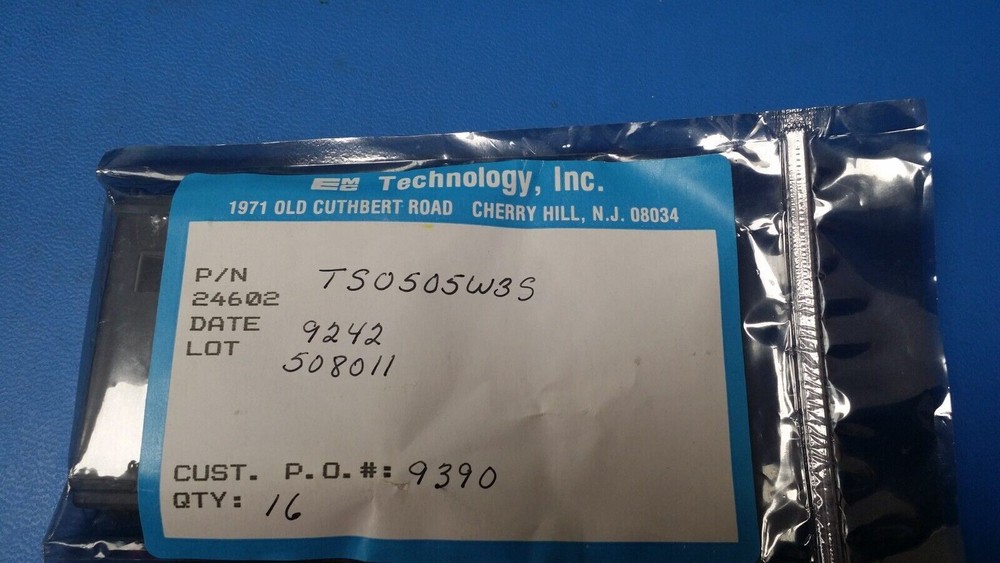 EMC Technology, Inc.
1971 OLD CUTHBERT ROAD CHERRY HILL, N.J. 08034
P/N TS0505W3S
24602
DATE 9242
LOT 508011
CUST. P.O.#: 9390
QTY: 16